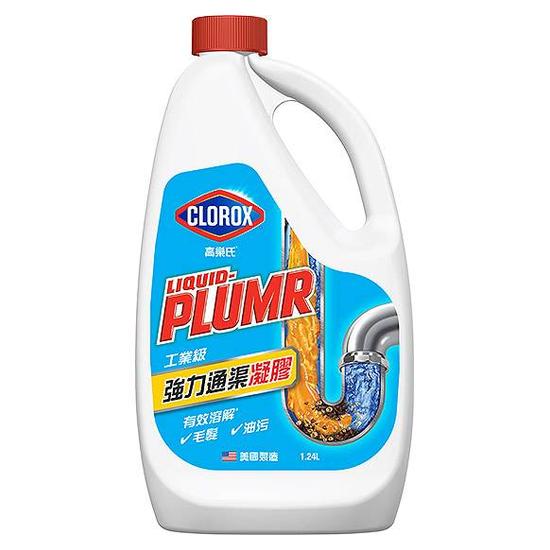 CLOROX
高樂氏
LIQUID-
PLUMR
工業級
強力通渠凝膠
有效溶解*
✓毛髮 ✓油污
美國製造 1.24L